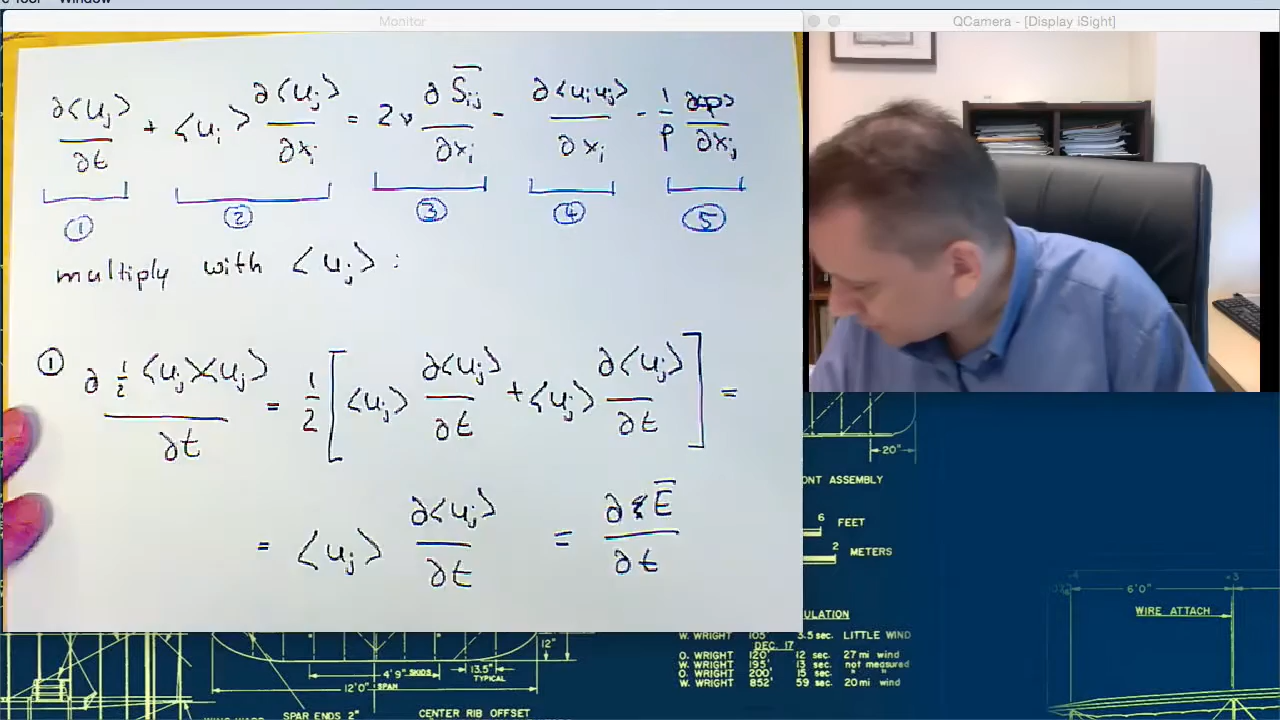 Window
Monitor
QCamera - [Display iSight]
∂⟨uj⟩/∂t + ⟨ui⟩ ∂⟨uj⟩/∂xi = 2ν ∂S̅ij/∂xi - ∂⟨ui uj⟩/∂xi - 1/ρ ∂⟨p⟩/∂xj
① ② ③ ④ ⑤
multiply with ⟨uj⟩ :
① ∂ ½ ⟨uj⟩⟨uj⟩/∂t = 1/2 [⟨uj⟩ ∂⟨uj⟩/∂t + ⟨uj⟩ ∂⟨uj⟩/∂t] =
= ⟨uj⟩ ∂⟨uj⟩/∂t = ∂E̅/∂t
20"
ONT ASSEMBLY
6
FEET
2
METERS
6'0"
+3
WIRE ATTACH
ULATION
W. WRIGHT 105' 3.5 sec. LITTLE WIND
DEC. 17
O. WRIGHT 120' 12 sec. 27 mi wind
W. WRIGHT 195' 13 sec. not measured
O. WRIGHT 200' 15 sec. " "
W. WRIGHT 852' 59 sec. 20 mi wind
12"
4'9" SKIDS
13.5"
TYPICAL
12'0" SPAN
SPAR ENDS 2"
CENTER RIB OFFSET